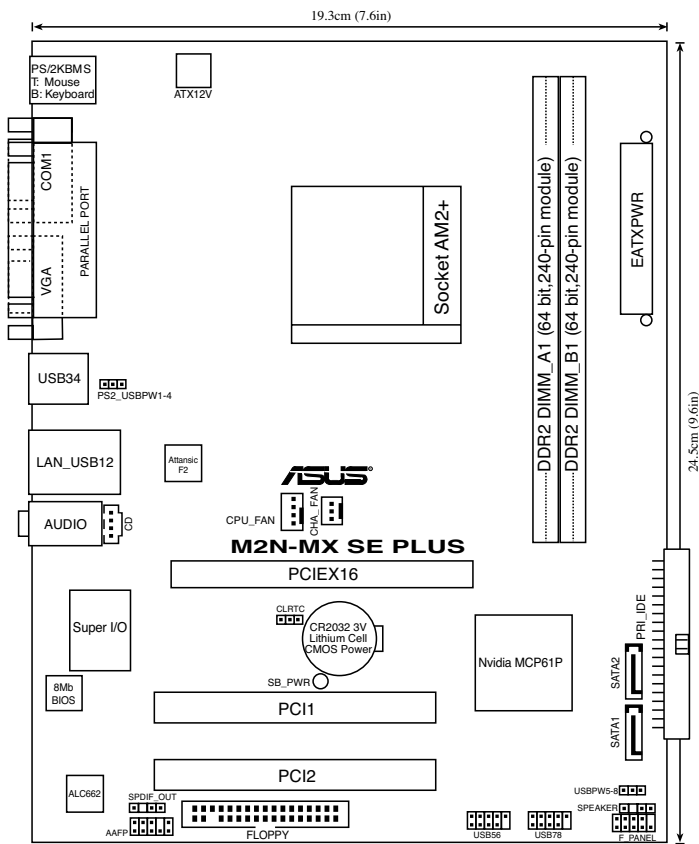 19.3cm (7.6in)
PS/2KBMS
T: Mouse
B: Keyboard
ATX12V
COM1
PARALLEL PORT
VGA
Socket AM2+
DDR2 DIMM_A1 (64 bit,240-pin module)
DDR2 DIMM_B1 (64 bit,240-pin module)
EATXPWR
24.5cm (9.6in)
USB34
PS2_USBPW1-4
LAN_USB12
Attansic
F2
ASUS
CPU_FAN
CHA_FAN
AUDIO
CD
M2N-MX SE PLUS
PCIEX16
PRI_IDE
CLRTC
CR2032 3V
Lithium Cell
CMOS Power
Super I/O
Nvidia MCP61P
SATA2
SB_PWR
8Mb
BIOS
PCI1
SATA1
PCI2
ALC662
SPDIF_OUT
USBPW5-8
SPEAKER
AAFP
FLOPPY
USB56
USB78
F_PANEL